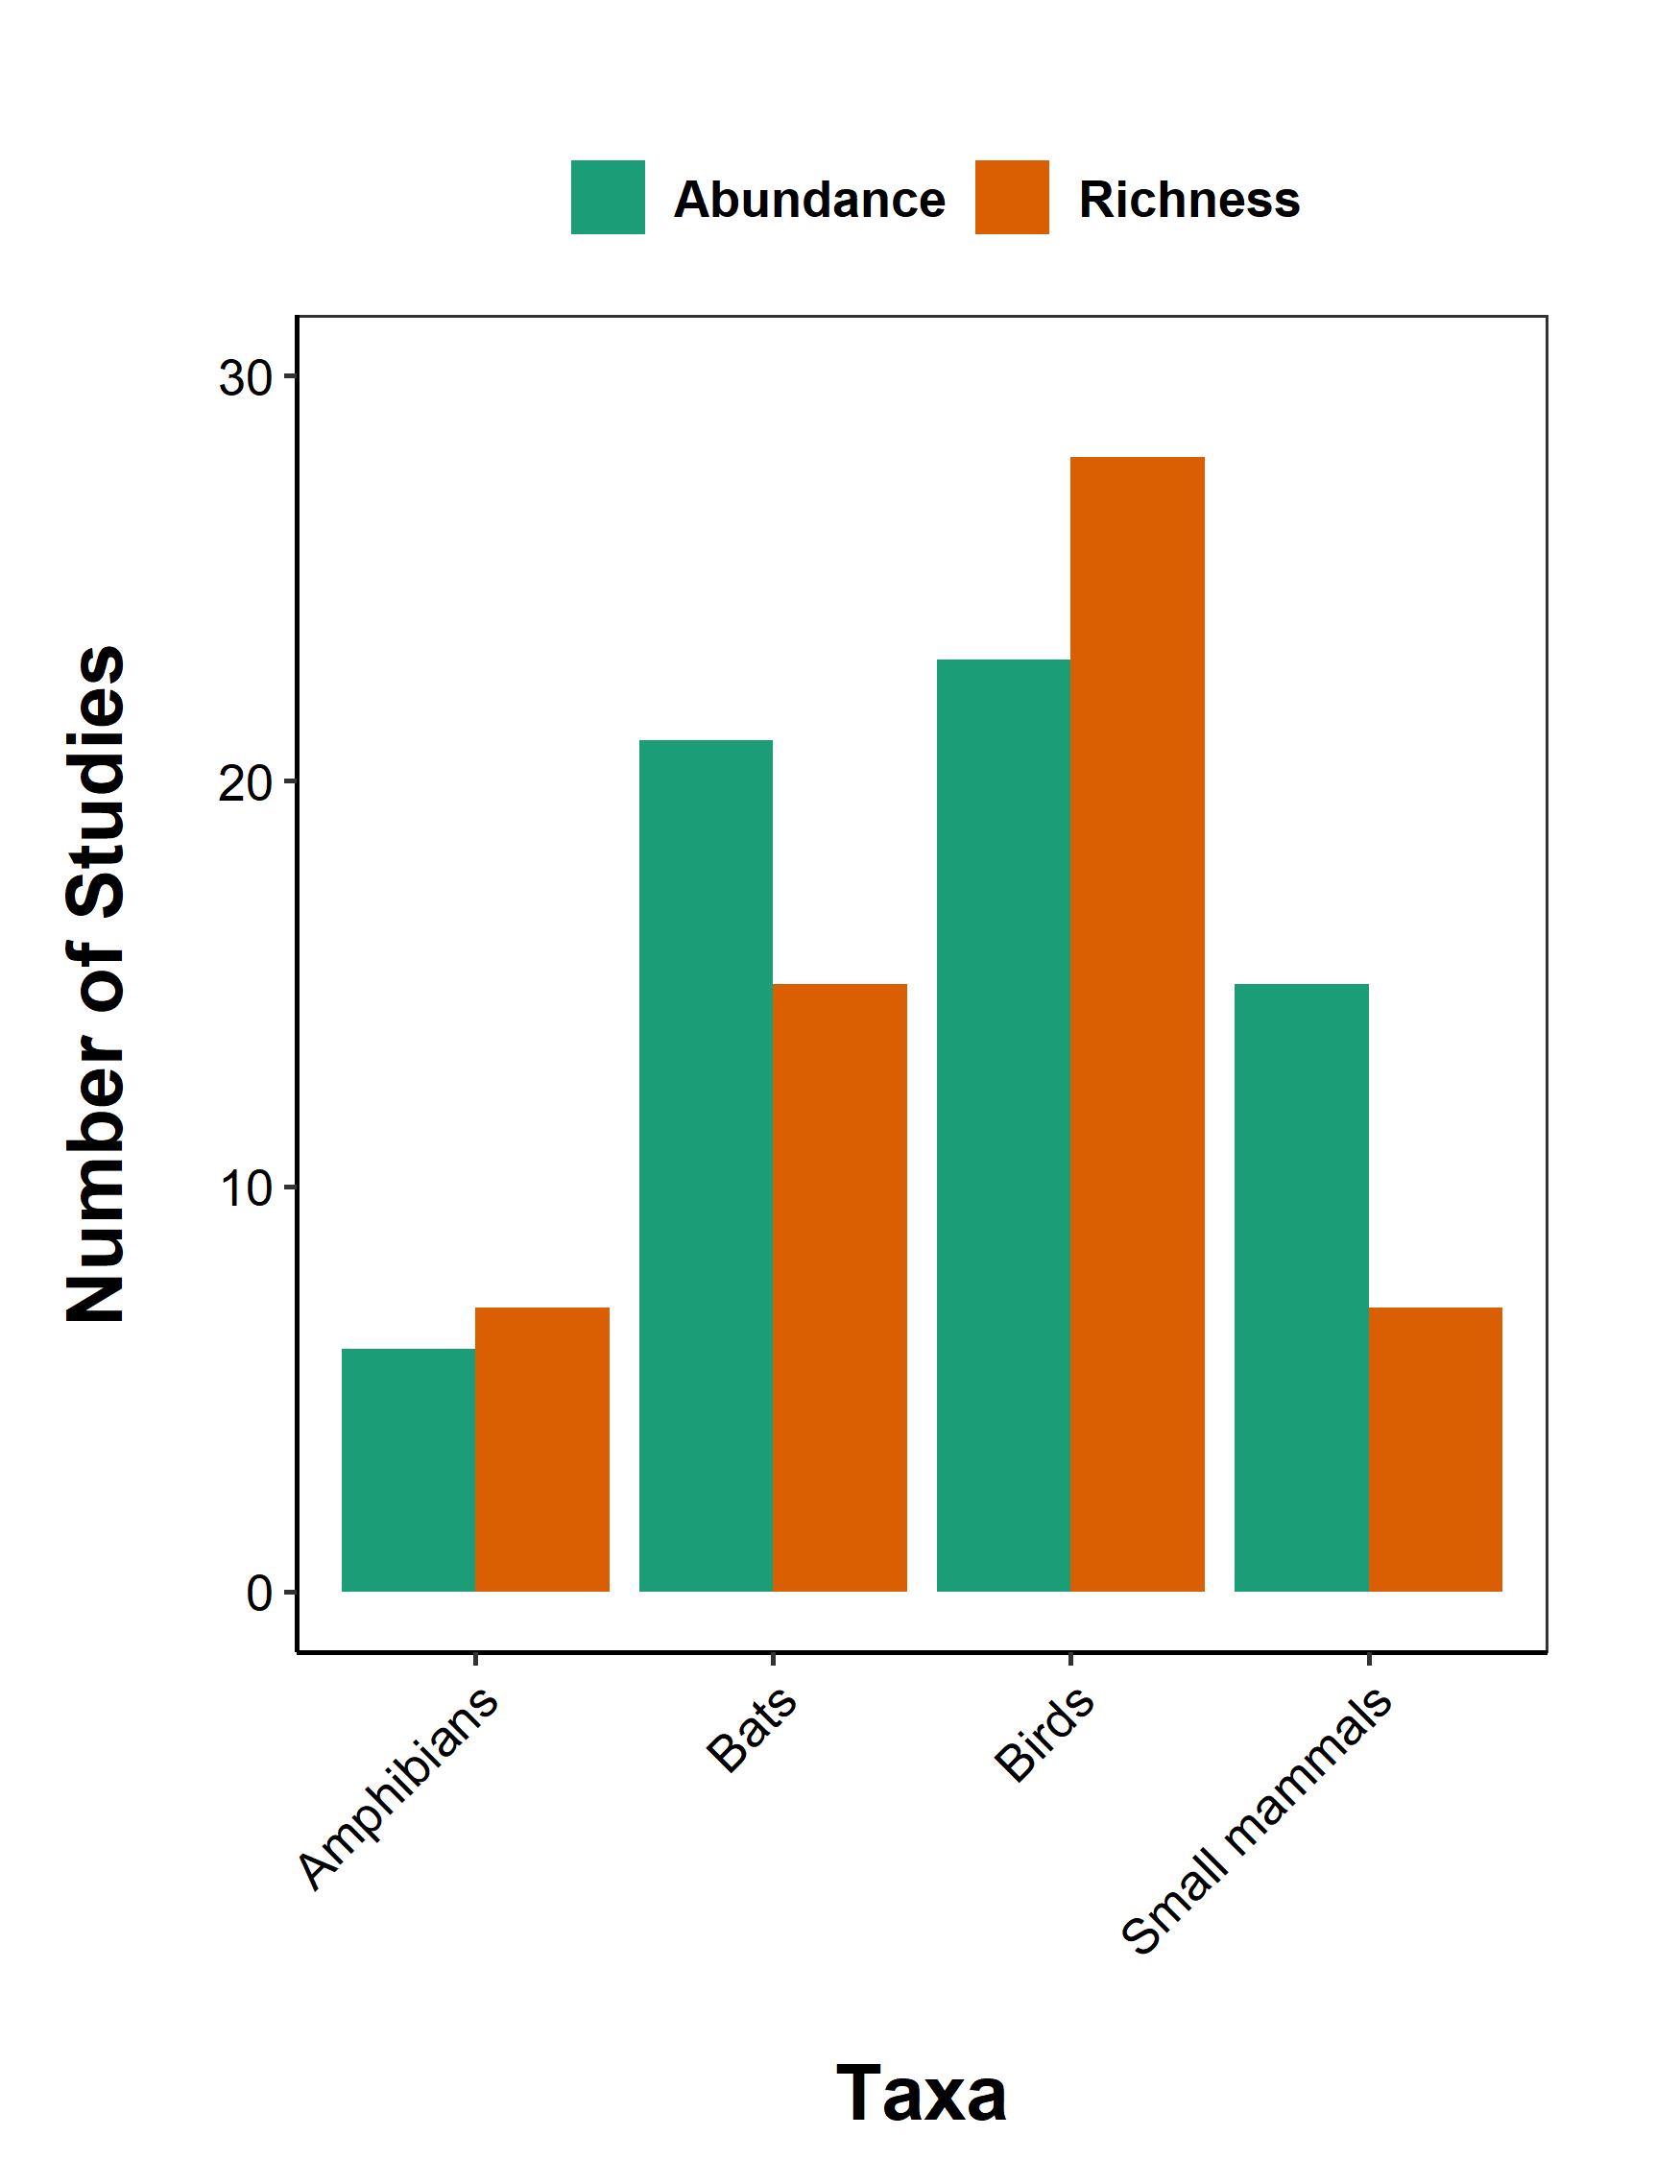 Abundance Richness
30
20
10
0
Number of Studies
Amphibians
Bats
Birds
Small mammals
Taxa